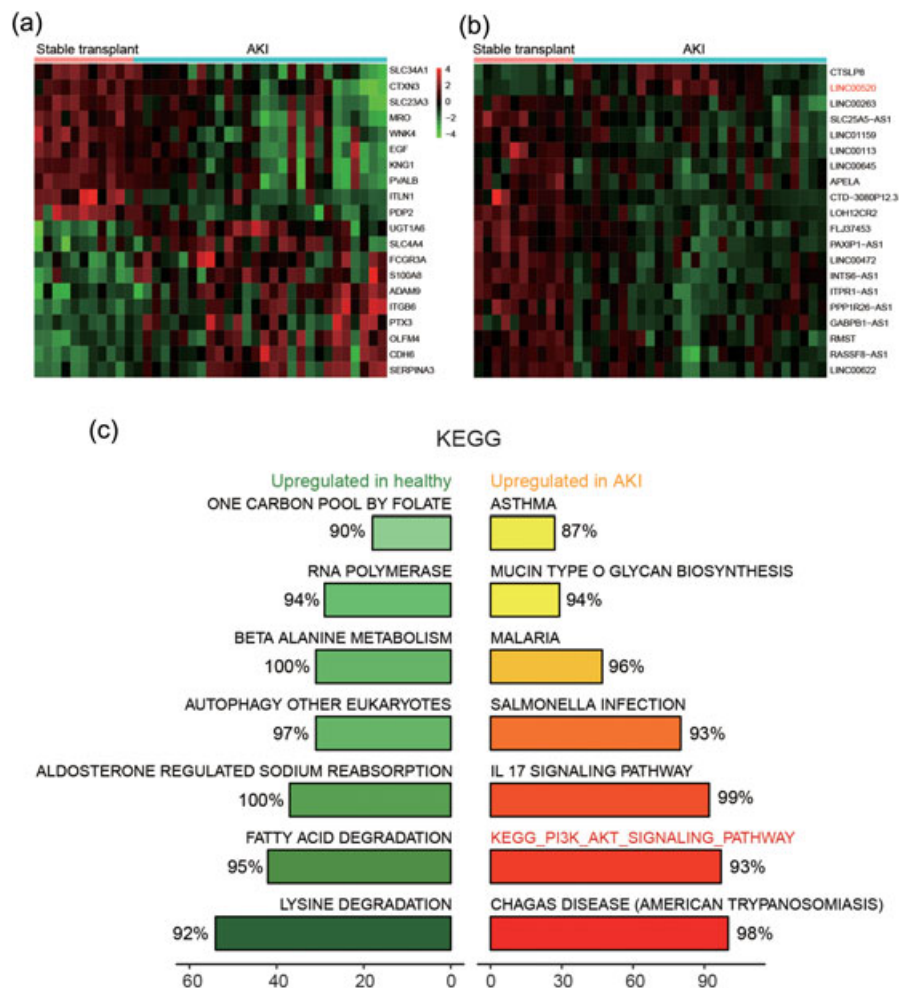 (a)
Stable transplant AKI
SLC34A1
CTXN3
SLC23A3
MRO
WNK4
EGF
KNG1
PVALB
ITLN1
PDP2
UGT1A6
SLC4A4
FCGR3A
S100A8
ADAM9
ITGB6
PTX3
OLFM4
CDH6
SERPINA3
4
2
0
−2
−4
(b)
Stable transplant AKI
CTSLP8
LINC00520
LINC00263
SLC25A5−AS1
LINC01159
LINC00113
LINC00645
APELA
CTD−3080P12.3
LOH12CR2
FLJ37453
PAXIP1−AS1
LINC00472
INTS6−AS1
ITPR1−AS1
PPP1R26−AS1
GABPB1−AS1
RMST
RASSF8−AS1
LINC00622
(c)
KEGG
Upregulated in healthy
ONE CARBON POOL BY FOLATE
90%
RNA POLYMERASE
94%
BETA ALANINE METABOLISM
100%
AUTOPHAGY OTHER EUKARYOTES
97%
ALDOSTERONE REGULATED SODIUM REABSORPTION
100%
FATTY ACID DEGRADATION
95%
LYSINE DEGRADATION
92%
60 40 20 0
Upregulated in AKI
ASTHMA
87%
MUCIN TYPE O GLYCAN BIOSYNTHESIS
94%
MALARIA
96%
SALMONELLA INFECTION
93%
IL 17 SIGNALING PATHWAY
99%
KEGG_PI3K_AKT_SIGNALING_PATHWAY
93%
CHAGAS DISEASE (AMERICAN TRYPANOSOMIASIS)
98%
0 30 60 90